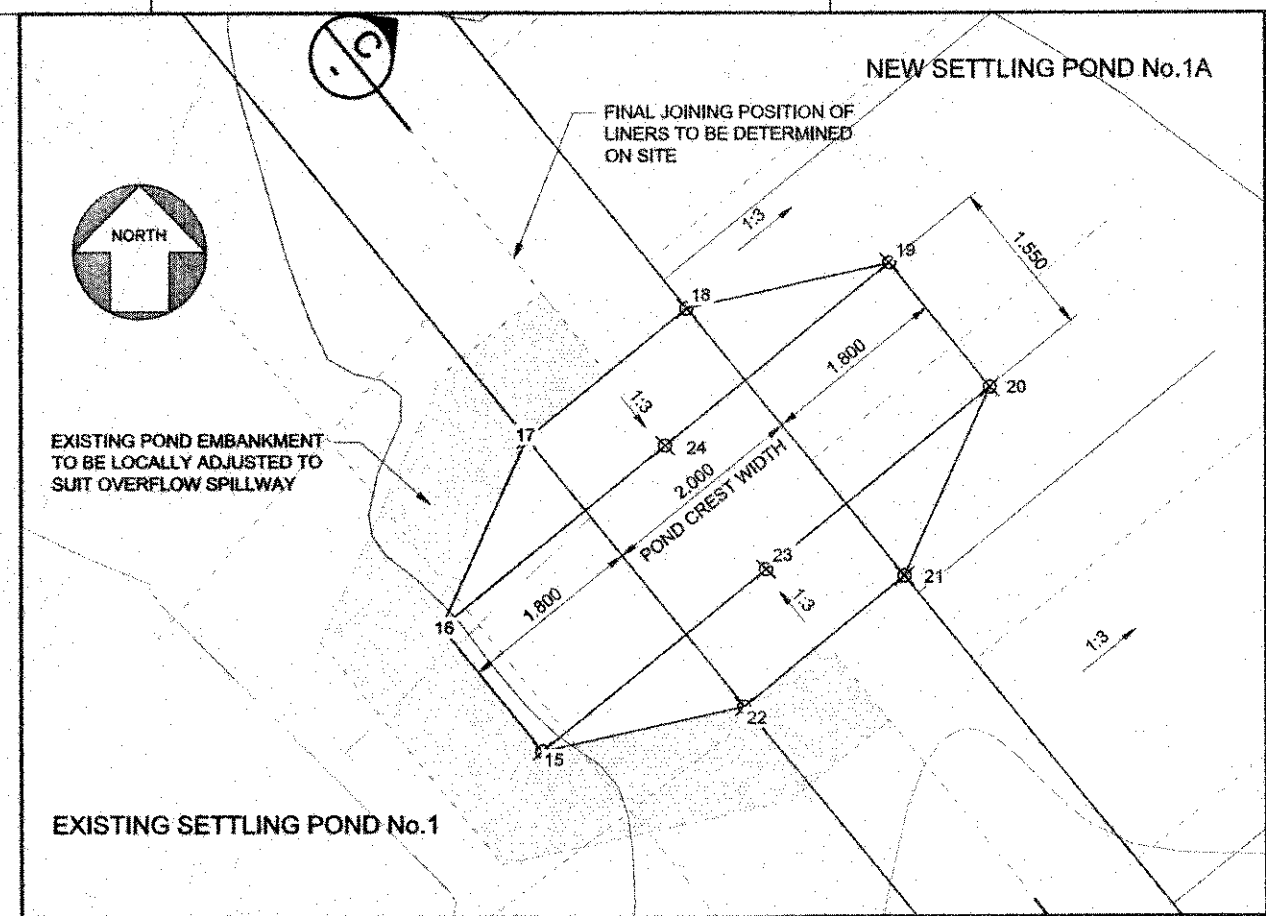 C
-
NEW SETTLING POND No.1A
FINAL JOINING POSITION OF
LINERS TO BE DETERMINED
ON SITE
NORTH
1:3
19
1.550
18
1.800
1:3
20
17
EXISTING POND EMBANKMENT
TO BE LOCALLY ADJUSTED TO
SUIT OVERFLOW SPILLWAY
24
2.000
POND CREST WIDTH
23
21
1.800
1:3
16
1:3
22
15
EXISTING SETTLING POND No.1